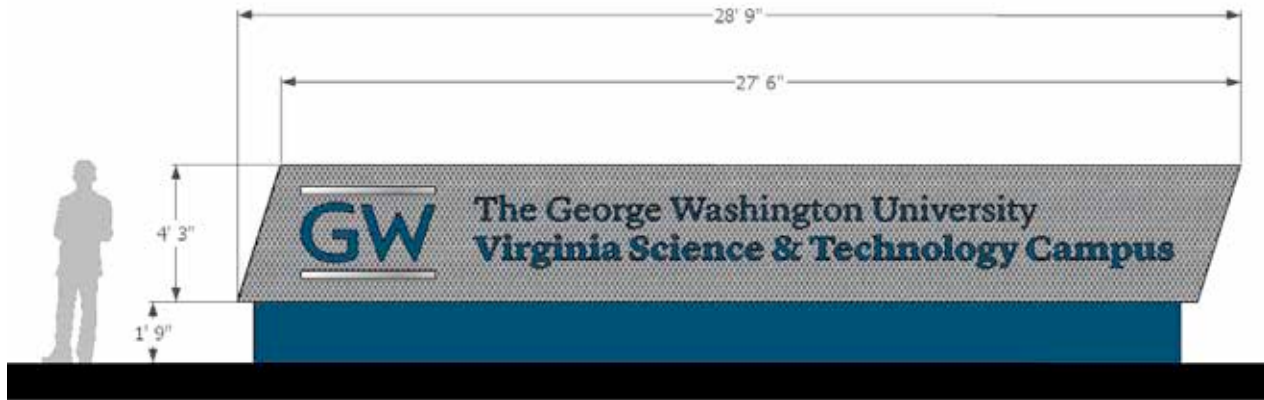 28' 9"
27' 6"
4' 3"
GW
The George Washington University
Virginia Science & Technology Campus
1' 9"